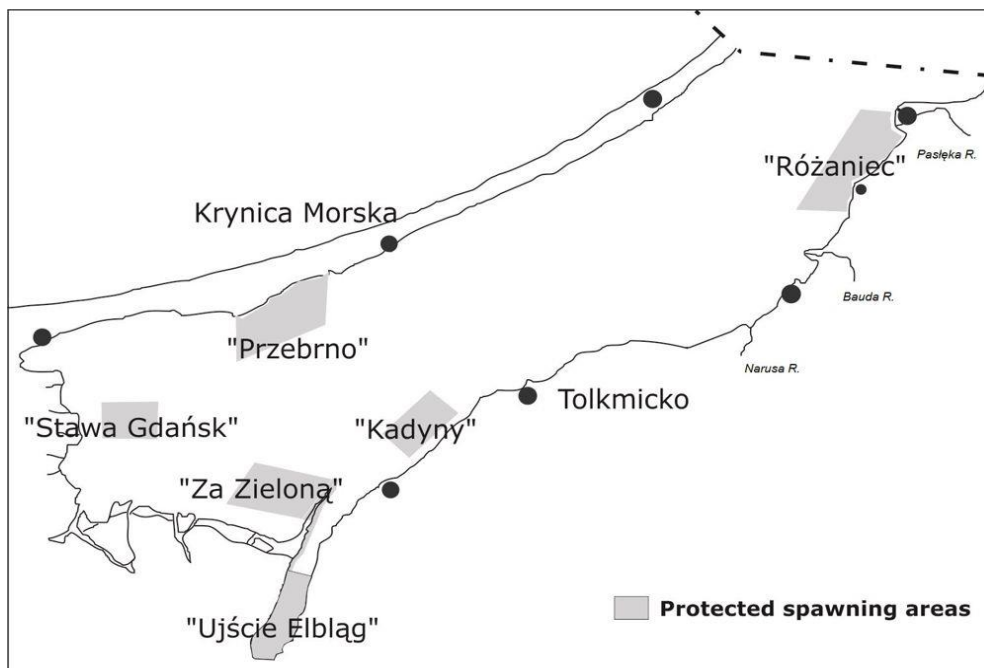 Pasłęka R.
"Różaniec"
Krynica Morska
Bauda R.
"Przebrno"
Narusa R.
Tolkmicko
"Stawa Gdańsk"
"Kadyny"
"Za Zieloną"
Protected spawning areas
"Ujście Elbląg"